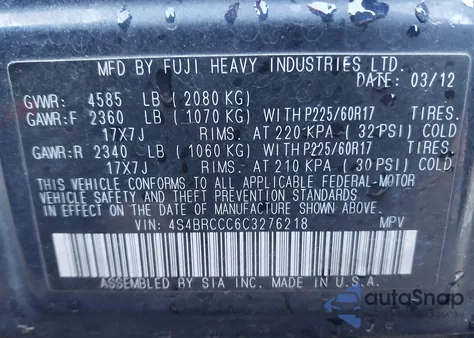 MFD BY FUJI HEAVY INDUSTRIES LTD.
DATE: 03/12
GVWR: 4585 LB (2080 KG)
GAWR:F 2360 LB (1070 KG) WITH P225/60R17 TIRES.
17X7J RIMS. AT 220 KPA (32 PSI) COLD
GAWR:R 2340 LB (1060 KG) WITH P225/60R17 TIRES.
17X7J RIMS. AT 210 KPA (30 PSI) COLD
THIS VEHICLE CONFORMS TO ALL APPLICABLE FEDERAL-MOTOR
VEHICLE SAFETY AND THEFT PREVENTION STANDARDS
IN EFFECT ON THE DATE OF MANUFACTURE SHOWN ABOVE.
VIN: 4S4BRCCC6C3276218 MPV
ASSEMBLED BY SIA INC. MADE IN U.S.A.
autoSnap